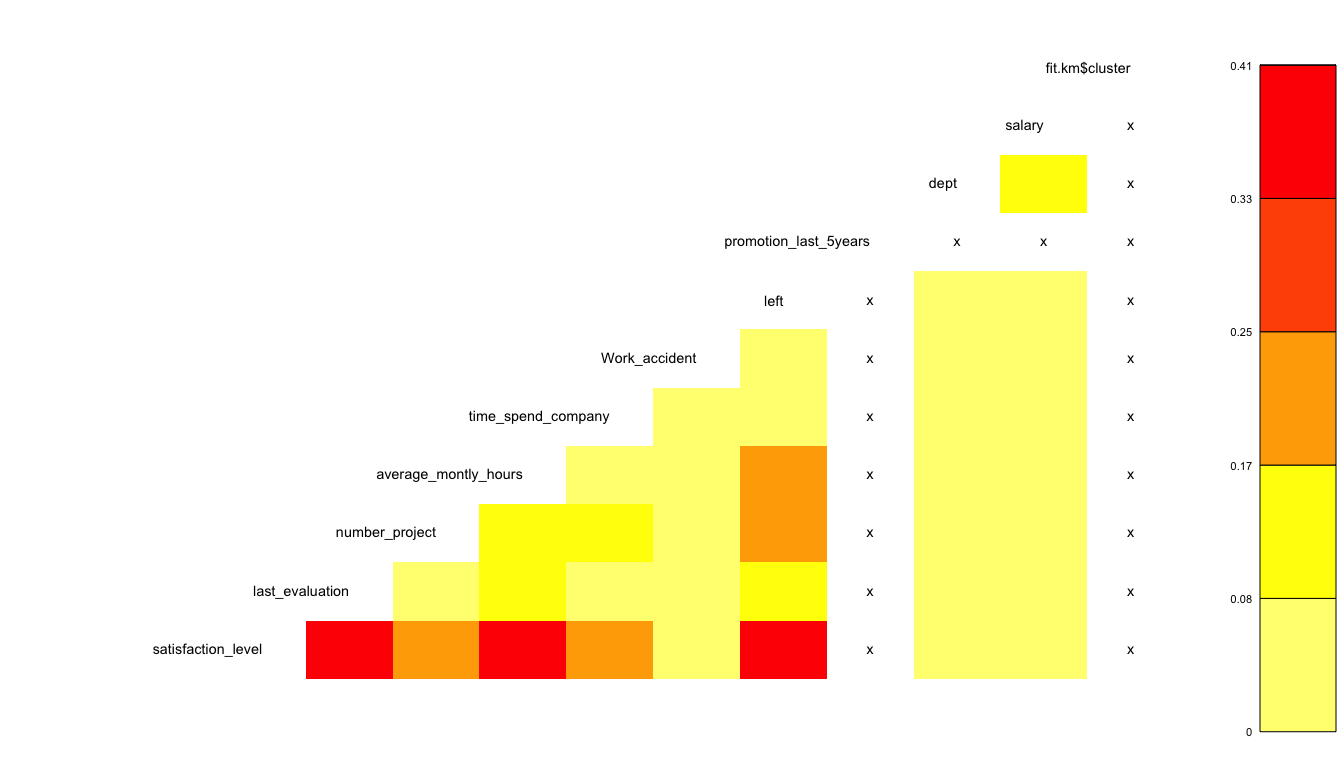 fit.km$cluster
0.41
salary x
dept x
0.33
promotion_last_5years x x x
left x x
0.25
Work_accident x x
time_spend_company x x
0.17
average_montly_hours x x
number_project x x
last_evaluation x x
0.08
satisfaction_level x x
0